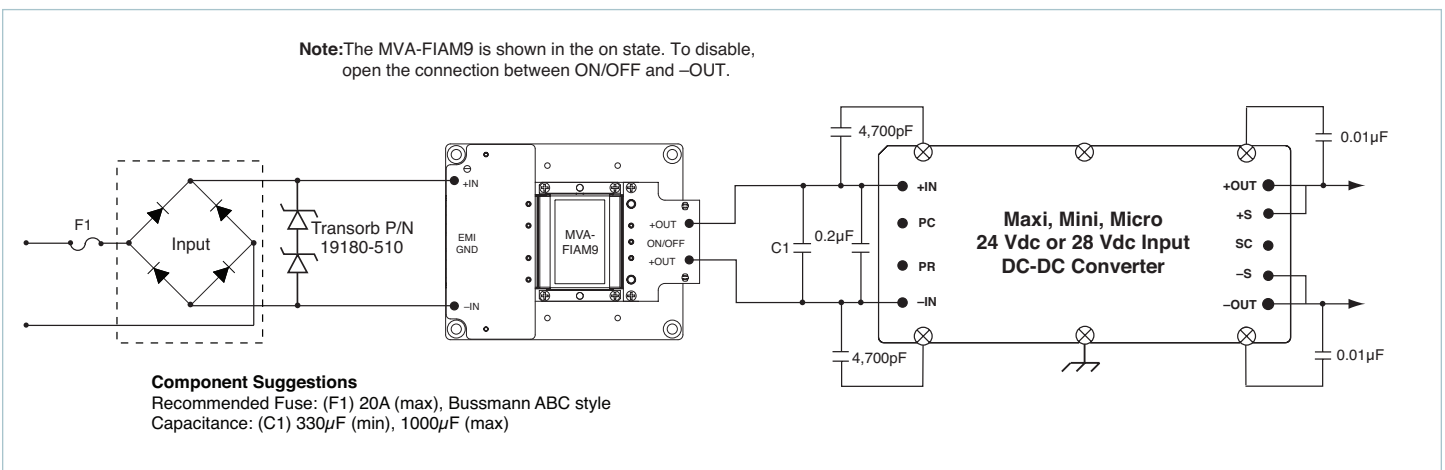 Note:The MVA-FIAM9 is shown in the on state. To disable,
open the connection between ON/OFF and –OUT.
F1
Input
Transorb P/N
19180-510
+IN
EMI
GND
–IN
MVA-
FIAM9
+OUT
ON/OFF
+OUT
C1
0.2µF
4,700pF
4,700pF
+IN
PC
PR
–IN
Maxi, Mini, Micro
24 Vdc or 28 Vdc Input
DC-DC Converter
+OUT
+S
SC
–S
–OUT
0.01µF
0.01µF
Component Suggestions
Recommended Fuse: (F1) 20A (max), Bussmann ABC style
Capacitance: (C1) 330µF (min), 1000µF (max)